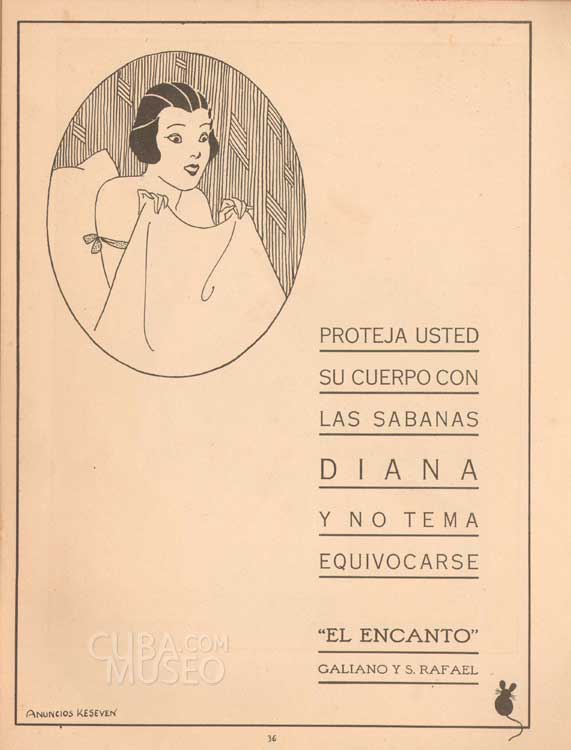 PROTEJA USTED
SU CUERPO CON
LAS SABANAS
DIANA
Y NO TEMA
EQUIVOCARSE
"EL ENCANTO"
GALIANO Y S. RAFAEL
CUBA.COM
MUSEO
ANUNCIOS KESEVEN
36